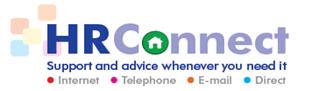 HRConnect
Support and advice whenever you need it
• Internet • Telephone • E-mail • Direct